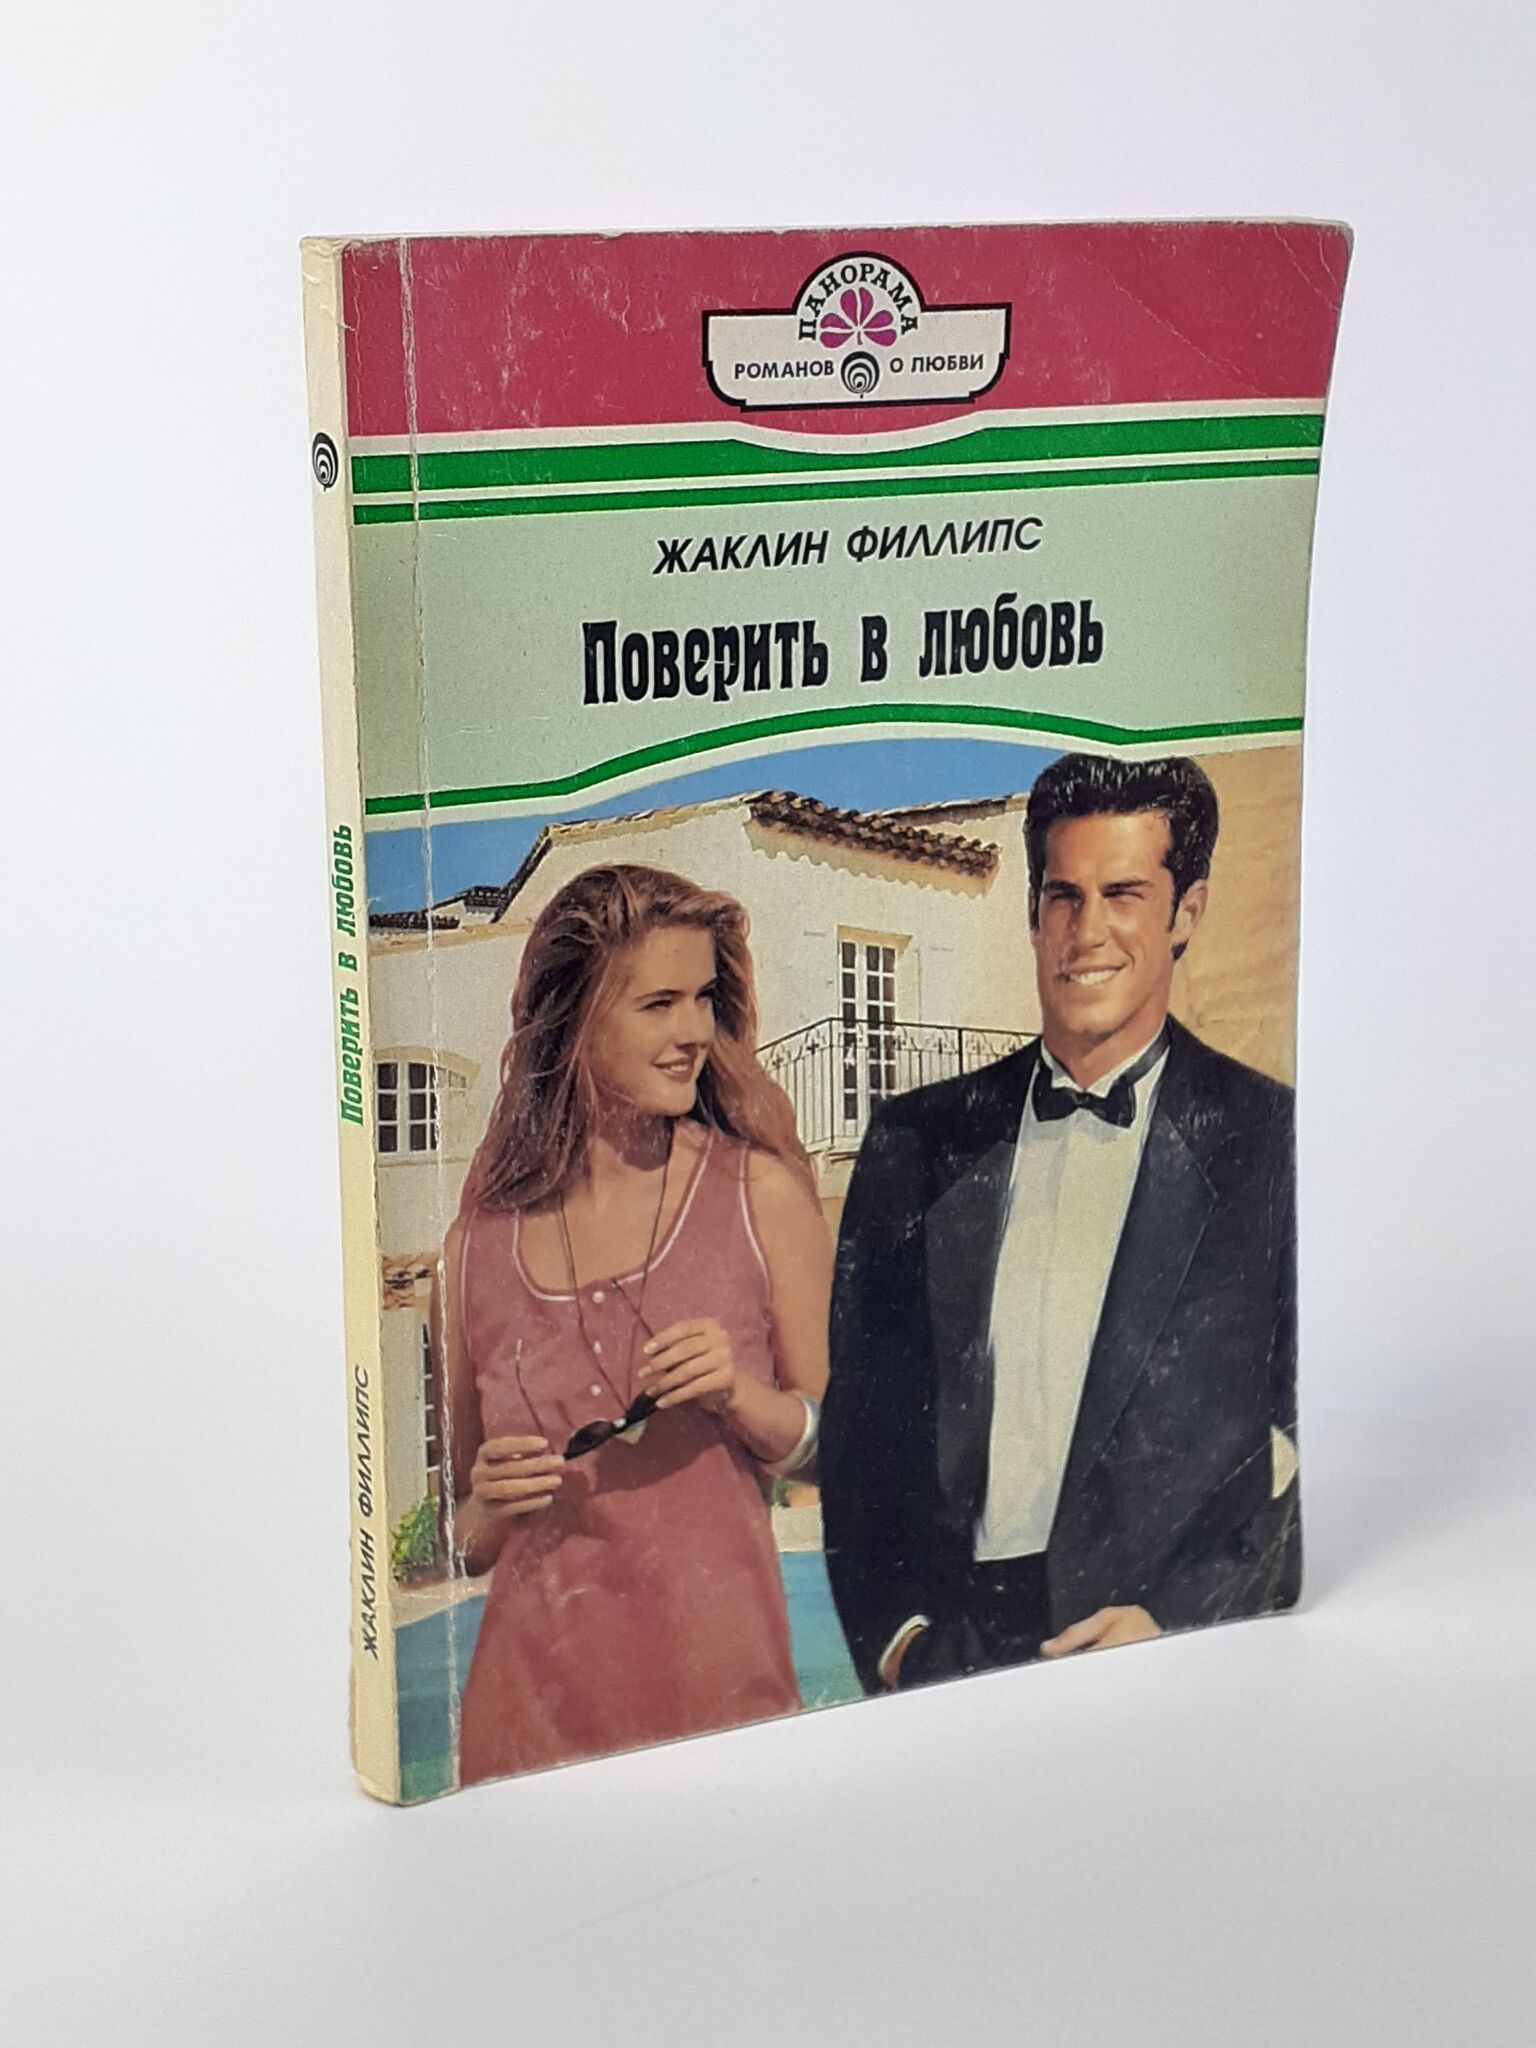 ПАНОРАМА
РОМАНОВ О ЛЮБВИ
ЖАКЛИН ФИЛЛИПС
Поверить в любовь
Поверить в любовь
ЖАКЛИН ФИЛЛИПС